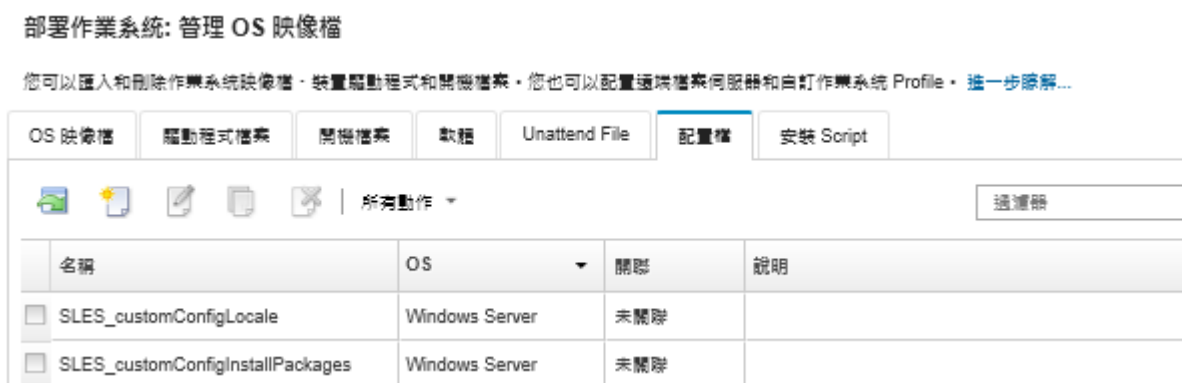 部署作業系統: 管理 OS 映像檔
您可以匯入和刪除作業系統映像檔、裝置驅動程式和開機檔案。您也可以配置遠端檔案伺服器和自訂作業系統 Profile。 進一步瞭解...
OS 映像檔 驅動程式檔案 開機檔案 軟體 Unattend File 配置檔 安裝 Script
所有動作 過濾器
名稱 OS 關聯 說明
SLES_customConfigLocale Windows Server 未關聯
SLES_customConfigInstallPackages Windows Server 未關聯